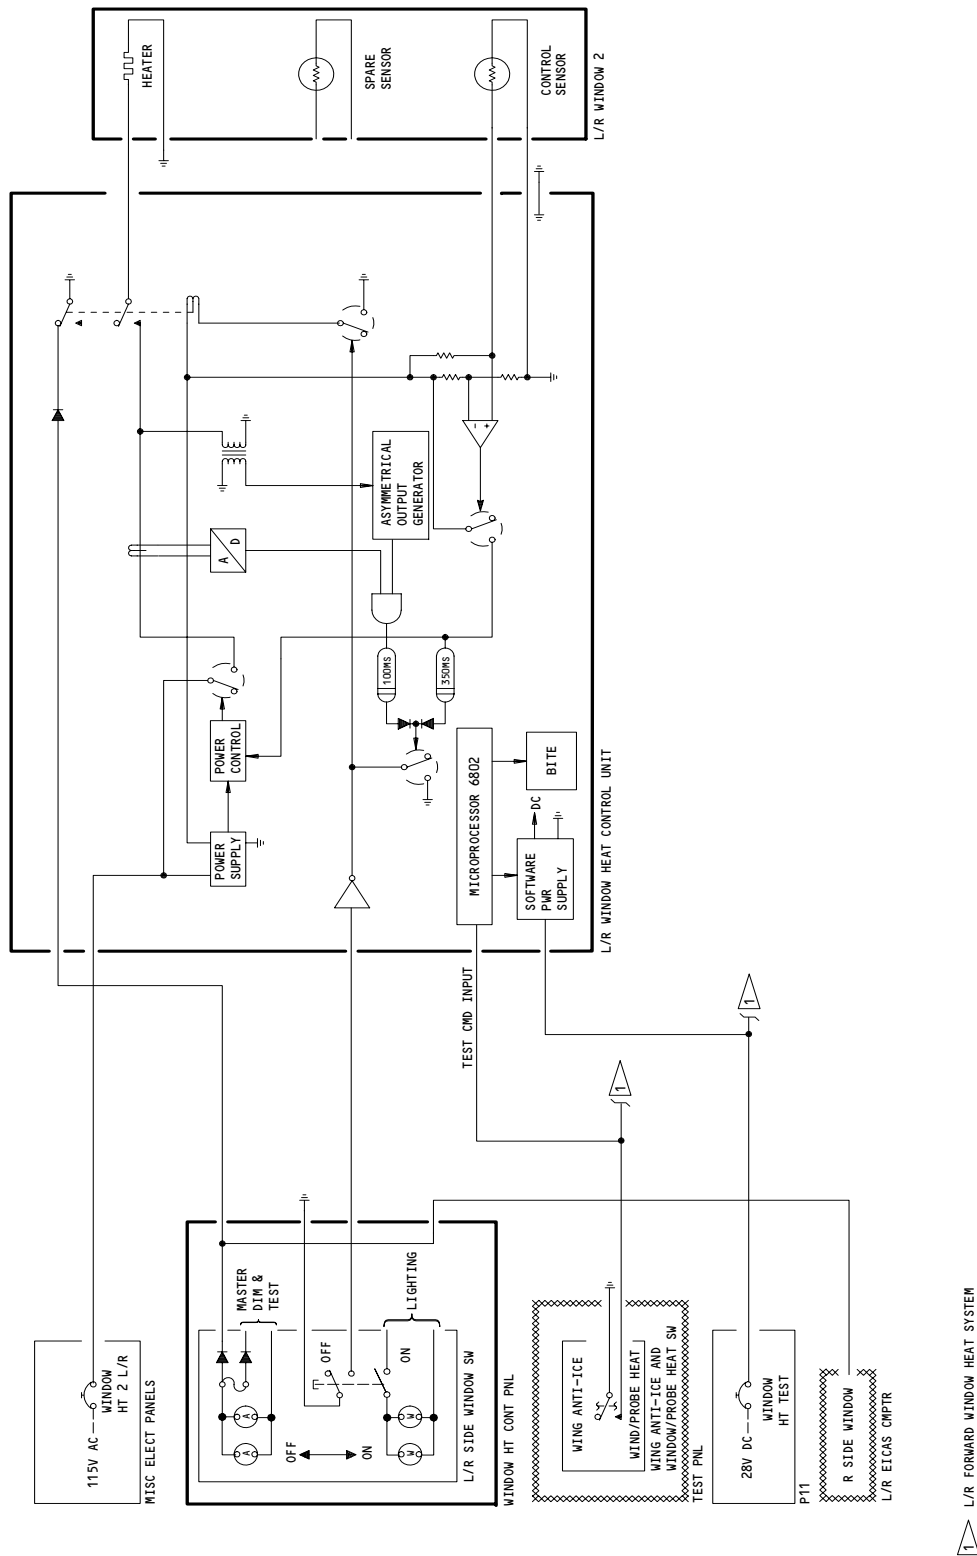 115V AC
WINDOW
HT 2 L/R
MISC ELECT PANELS
MASTER
DIM &
TEST
A
A
OFF
ON
OFF
ON
W
W
LIGHTING
L/R SIDE WINDOW SW
WINDOW HT CONT PNL
WING ANTI-ICE
WIND/PROBE HEAT
WING ANTI-ICE AND
WINDOW/PROBE HEAT SW
TEST PNL
28V DC
WINDOW
HT TEST
P11
R SIDE WINDOW
L/R EICAS CMPTR
TEST CMD INPUT
1
1
POWER
SUPPLY
POWER
CONTROL
A
D
ASYMMETRICAL
OUTPUT
GENERATOR
100MS
350MS
-
+
MICROPROCESSOR 6802
SOFTWARE
PWR
SUPPLY
DC
BITE
L/R WINDOW HEAT CONTROL UNIT
HEATER
SPARE
SENSOR
CONTROL
SENSOR
L/R WINDOW 2
1 L/R FORWARD WINDOW HEAT SYSTEM